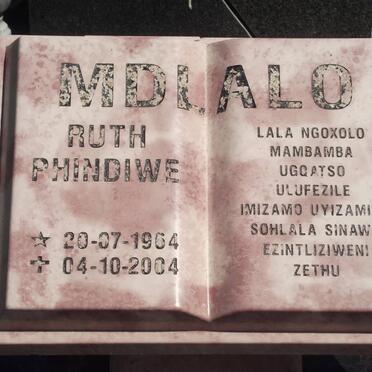 MDLALO
RUTH
PHINDIWE
☆ 20-07-1964
✝ 04-10-2004
LALA NGOXOLO
MAMBAMBA
UGQATSO
ULUFEZILE
IMIZAMO UYIZAMI
SOHLALA SINAW
EZINTLIZIWENI
ZETHU